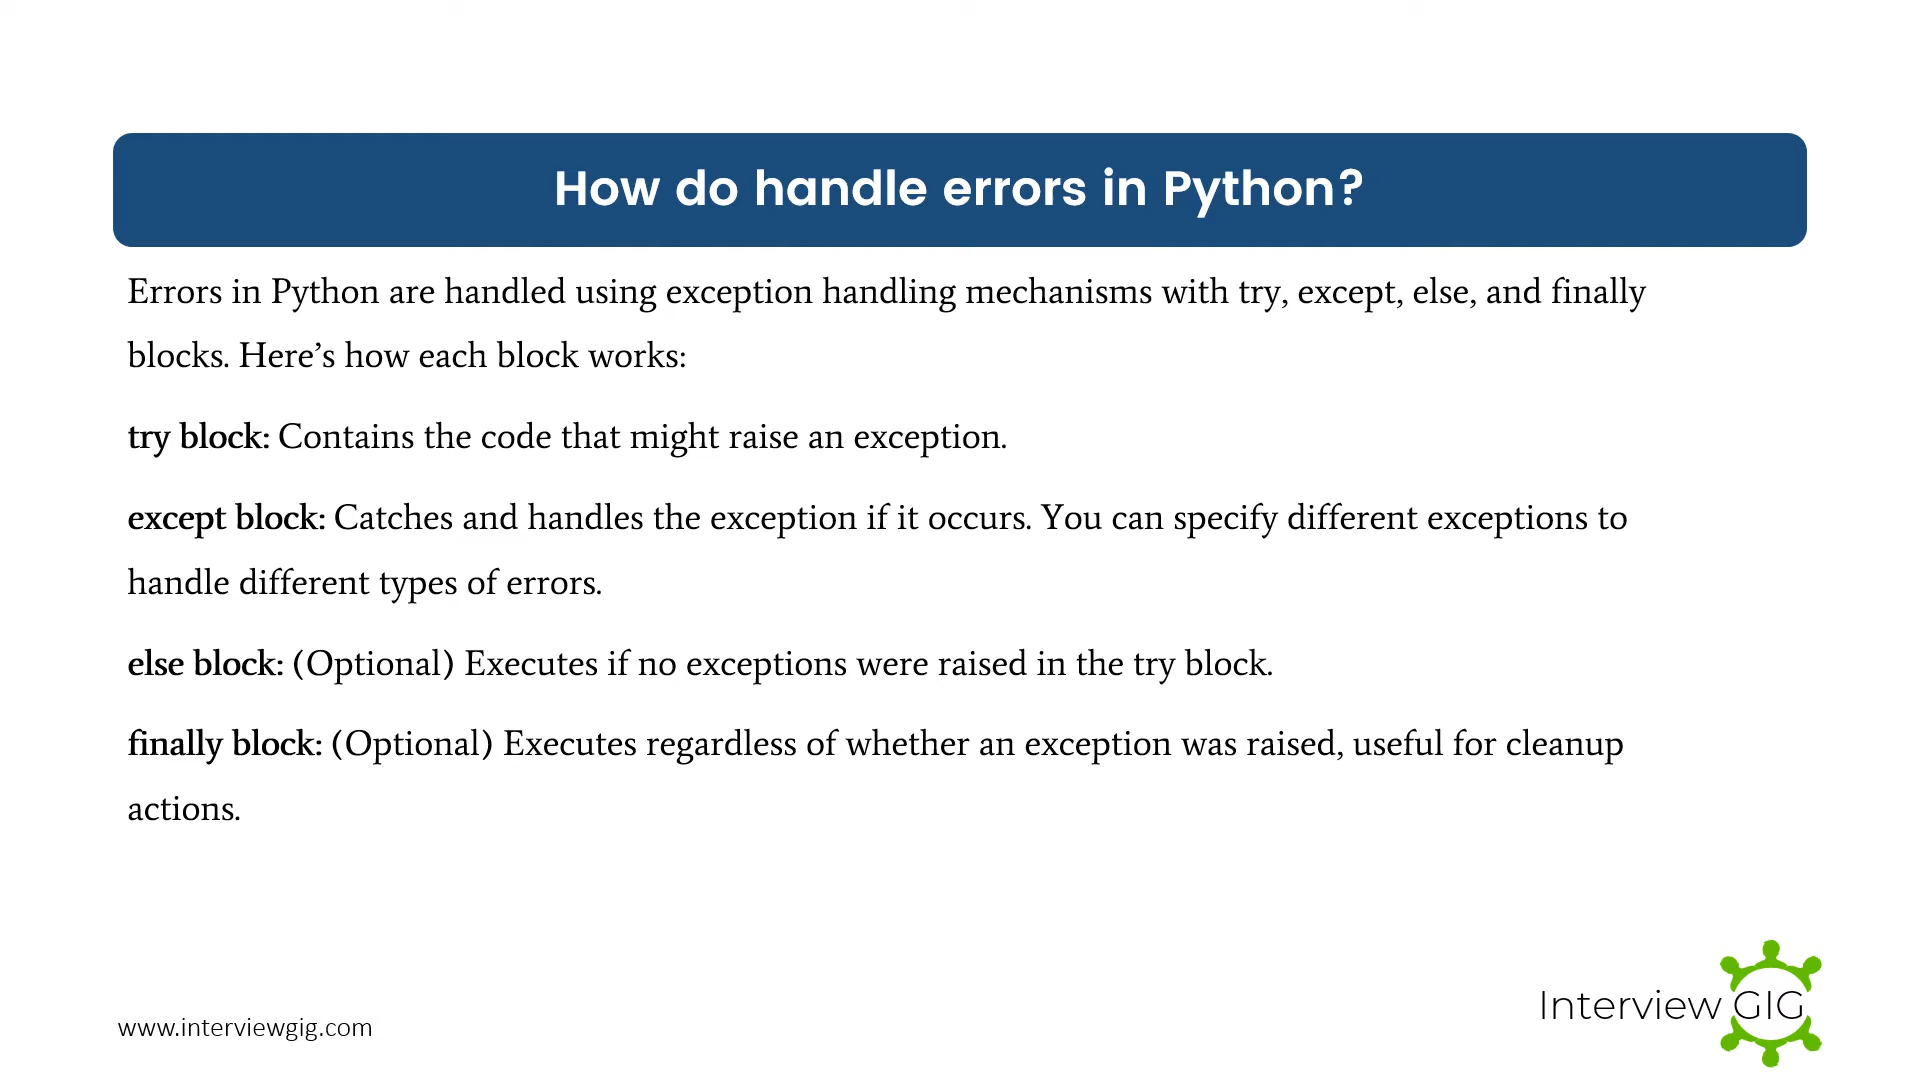 How do handle errors in Python?
Errors in Python are handled using exception handling mechanisms with try, except, else, and finally
blocks. Here’s how each block works:
try block: Contains the code that might raise an exception.
except block: Catches and handles the exception if it occurs. You can specify different exceptions to
handle different types of errors.
else block: (Optional) Executes if no exceptions were raised in the try block.
finally block: (Optional) Executes regardless of whether an exception was raised, useful for cleanup
actions.
Interview GIG
www.interviewgig.com